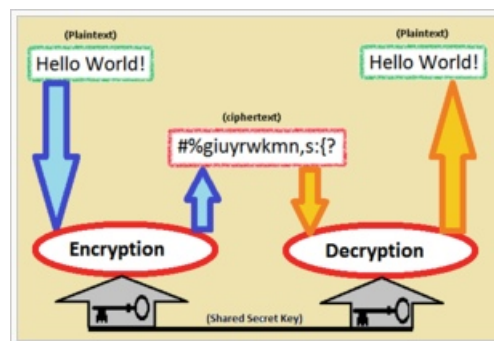 (Plaintext)
Hello World!
(Plaintext)
Hello World!
(ciphertext)
#%giuyrwkmn,s:{?
Encryption
Decryption
(Shared Secret Key)